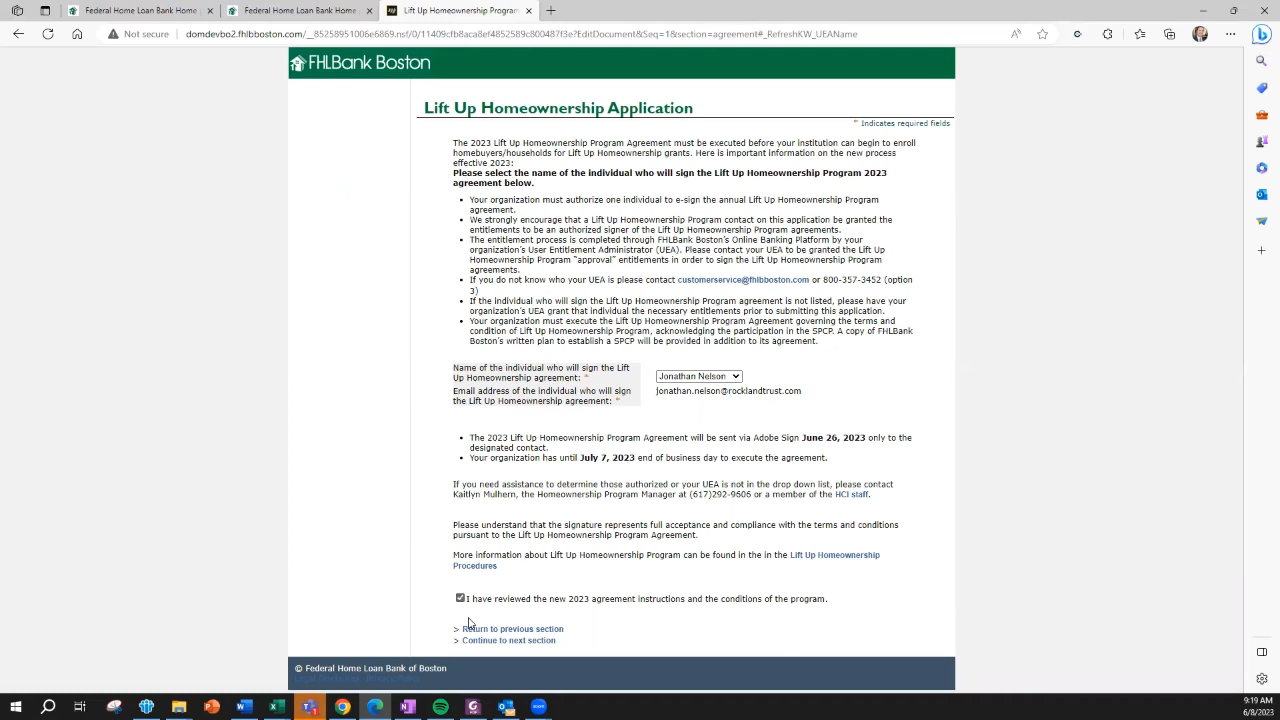 Federal Home Loan Bank of Bost
Federal Home Loan Bank of Bost
Lift Up Homeownership Program
Not secure
domdevbo2.fhlbboston.com/__85258951006e6869.nsf/0/11409cfb8aca8ef4852589c800487f3e?EditDocument&Seq=1&section=agreement#_RefreshKW_UEAName
FHLBank Boston
Lift Up Homeownership Application
* Indicates required fields
The 2023 Lift Up Homeownership Program Agreement must be executed before your institution can begin to enroll
homebuyers/households for Lift Up Homeownership grants. Here is important information on the new process
effective 2023:
Please select the name of the individual who will sign the Lift Up Homeownership Program 2023
agreement below.
• Your organization must authorize one individual to e-sign the annual Lift Up Homeownership Program
agreement.
• We strongly encourage that a Lift Up Homeownership Program contact on this application be granted the
entitlements to be an authorized signer of the Lift Up Homeownership Program agreements.
• The entitlement process is completed through FHLBank Boston's Online Banking Platform by your
organization's User Entitlement Administrator (UEA). Please contact your UEA to be granted the Lift Up
Homeownership Program "approval" entitlements in order to sign the Lift Up Homeownership Program
agreements.
• If you do not know who your UEA is please contact customerservice@fhlbboston.com or 800-357-3452 (option
3)
• If the individual who will sign the Lift Up Homeownership Program agreement is not listed, please have your
organization's UEA grant that individual the necessary entitlements prior to submitting this application.
• Your organization must execute the Lift Up Homeownership Program Agreement governing the terms and
condition of Lift Up Homeownership Program, acknowledging the participation in the SPCP. A copy of FHLBank
Boston's written plan to establish a SPCP will be provided in addition to its agreement.
Name of the individual who will sign the Lift
Up Homeownership agreement: *
Jonathan Nelson
Email address of the individual who will sign
the Lift Up Homeownership agreement: *
jonathan.nelson@rocklandtrust.com
• The 2023 Lift Up Homeownership Program Agreement will be sent via Adobe Sign June 26, 2023 only to the
designated contact.
• Your organization has until July 7, 2023 end of business day to execute the agreement.
If you need assistance to determine those authorized or your UEA is not in the drop down list, please contact
Kaitlyn Mulhern, the Homeownership Program Manager at (617)292-9606 or a member of the HCI staff.
Please understand that the signature represents full acceptance and compliance with the terms and conditions
pursuant to the Lift Up Homeownership Program Agreement.
More information about Lift Up Homeownership Program can be found in the in the Lift Up Homeownership
Procedures
I have reviewed the new 2023 agreement instructions and the conditions of the program.
> Return to previous section
> Continue to next section
© Federal Home Loan Bank of Boston
9:19 AM
6/8/2023